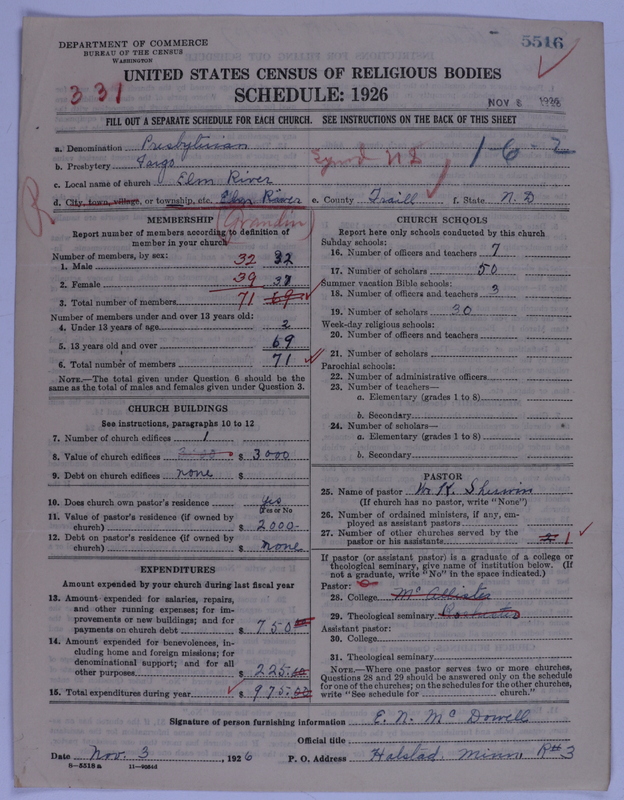 DEPARTMENT OF COMMERCE
BUREAU OF THE CENSUS
WASHINGTON
5516
UNITED STATES CENSUS OF RELIGIOUS BODIES
SCHEDULE: 1926
331
NOV 8 1926
FILL OUT A SEPARATE SCHEDULE FOR EACH CHURCH. SEE INSTRUCTIONS ON THE BACK OF THIS SHEET
a. Denomination Presbyterian
b. Presbytery Fargo
Synod N D
1-6-2
c. Local name of church Elm River
d. City, town, village, or township, etc. Elm River e. County Traill f. State N. D
(Grandin)
R
MEMBERSHIP
Report number of members according to definition of member in your church
Number of members, by sex:
1. Male 32 32
2. Female 39 37
3. Total number of members 71 69
Number of members under and over 13 years old:
4. Under 13 years of age 2
5. 13 years old and over 69
6. Total number of members 71
NOTE.—The total given under Question 6 should be the same as the total of males and females given under Question 3.
CHURCH BUILDINGS
See instructions, paragraphs 10 to 12
7. Number of church edifices 1
8. Value of church edifices $ 3000
9. Debt on church edifices none $
10. Does church own pastor's residence yes
(Yes or No)
11. Value of pastor's residence (if owned by church) $ 2000-
12. Debt on pastor's residence (if owned by church) $ none
EXPENDITURES
Amount expended by your church during last fiscal year
13. Amount expended for salaries, repairs, and other running expenses; for improvements or new buildings; and for payments on church debt $ 750
14. Amount expended for benevolences, including home and foreign missions; for denominational support; and for all other purposes $ 225.00
15. Total expenditures during year $ 975.00
CHURCH SCHOOLS
Report here only schools conducted by this church
Sunday schools:
16. Number of officers and teachers 7
17. Number of scholars 50
Summer vacation Bible schools:
18. Number of officers and teachers 3
19. Number of scholars 30
Week-day religious schools:
20. Number of officers and teachers
21. Number of scholars
Parochial schools:
22. Number of administrative officers
23. Number of teachers—
a. Elementary (grades 1 to 8)
b. Secondary
24. Number of scholars—
a. Elementary (grades 1 to 8)
b. Secondary
PASTOR
25. Name of pastor Wm K. Sherwin
(If church has no pastor, write "None")
26. Number of ordained ministers, if any, employed as assistant pastors
27. Number of other churches served by the pastor or his assistants 1
If pastor (or assistant pastor) is a graduate of a college or theological seminary, give name of institution below. (If not a graduate, write "No" in the space indicated.)
Pastor:
28. College McAllister
29. Theological seminary
Assistant pastor:
30. College
31. Theological seminary
NOTE.—Where one pastor serves two or more churches, Questions 28 and 29 should be answered only on the schedule for one of the churches; on the schedules for the other churches, write "See schedule for church."
Signature of person furnishing information E. N. McDowell
Official title
Date Nov. 3, 1926 P. O. Address Halstad Minn R#3
8—5518 a